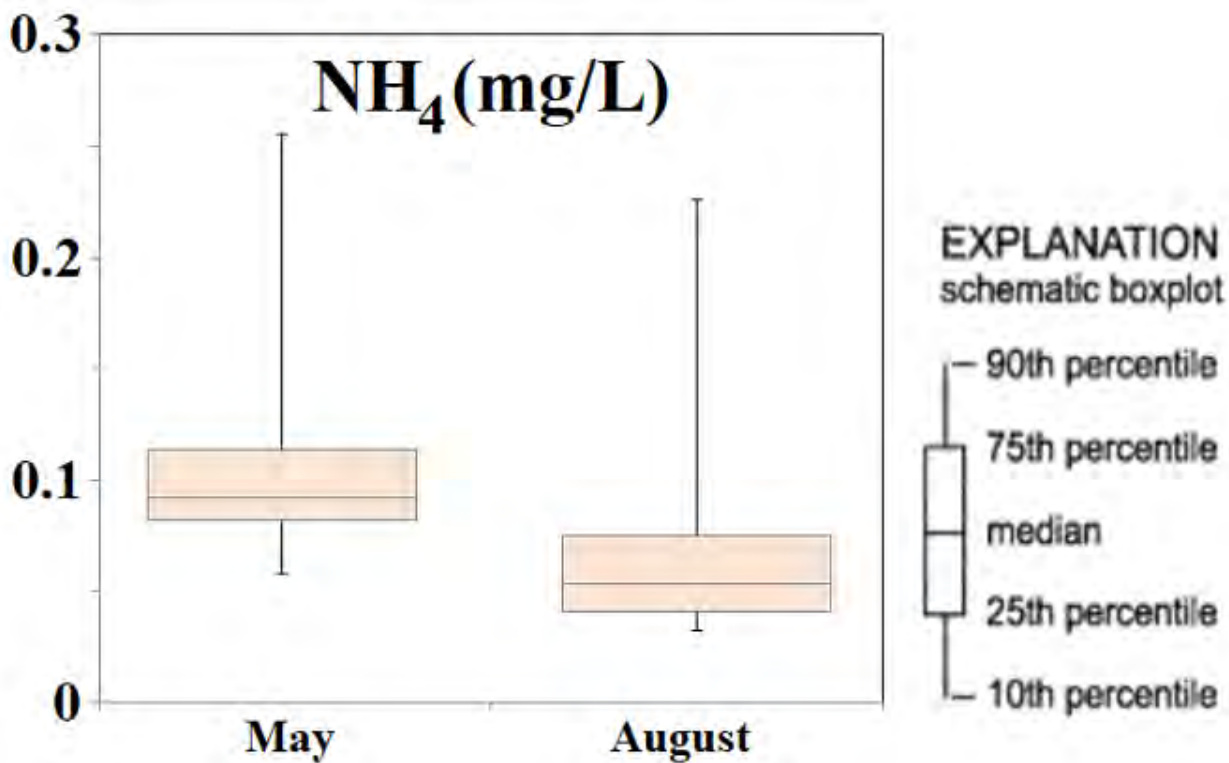 0.3
NH₄(mg/L)
0.2
0.1
0
May
August
EXPLANATION
schematic boxplot
90th percentile
75th percentile
median
25th percentile
10th percentile